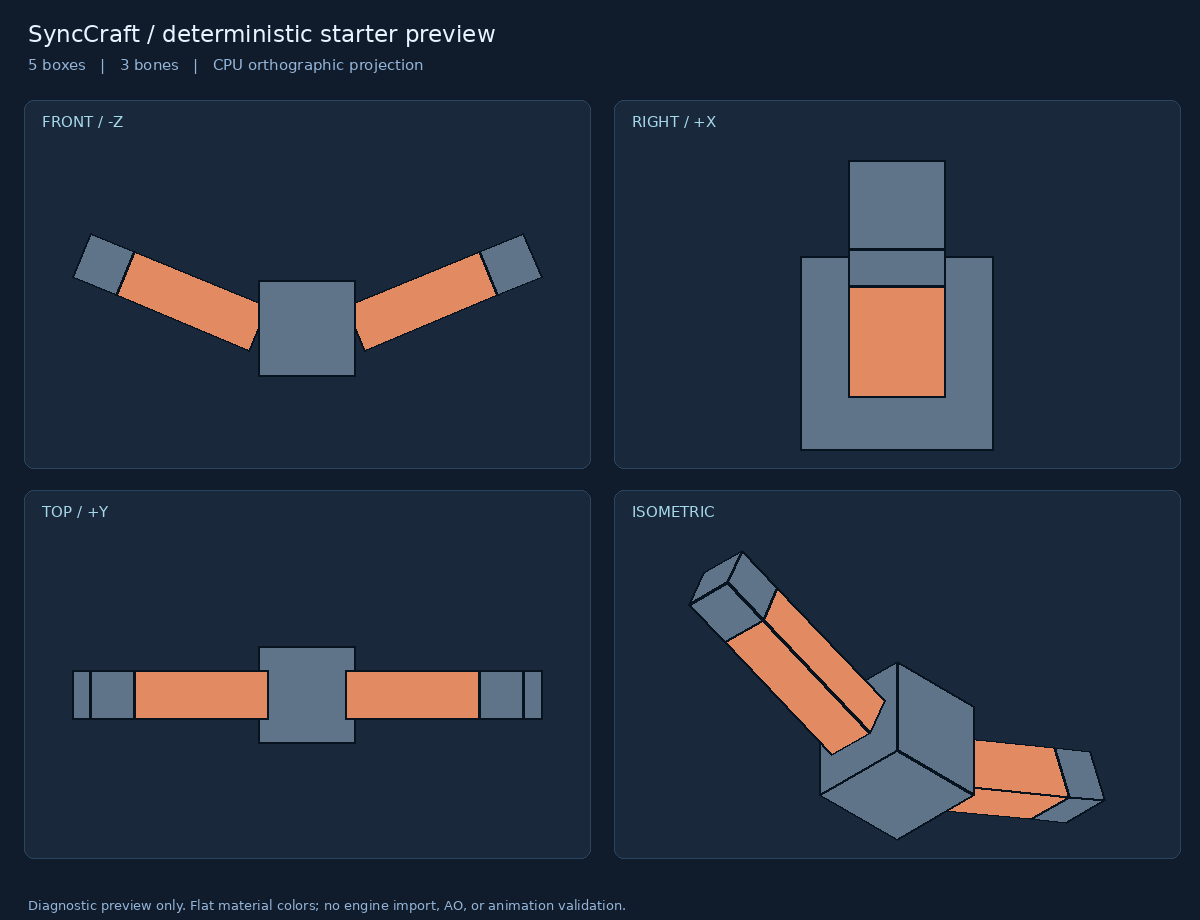 SyncCraft / deterministic starter preview
5 boxes | 3 bones | CPU orthographic projection
FRONT / -Z
RIGHT / +X
TOP / +Y
ISOMETRIC
Diagnostic preview only. Flat material colors; no engine import, AO, or animation validation.